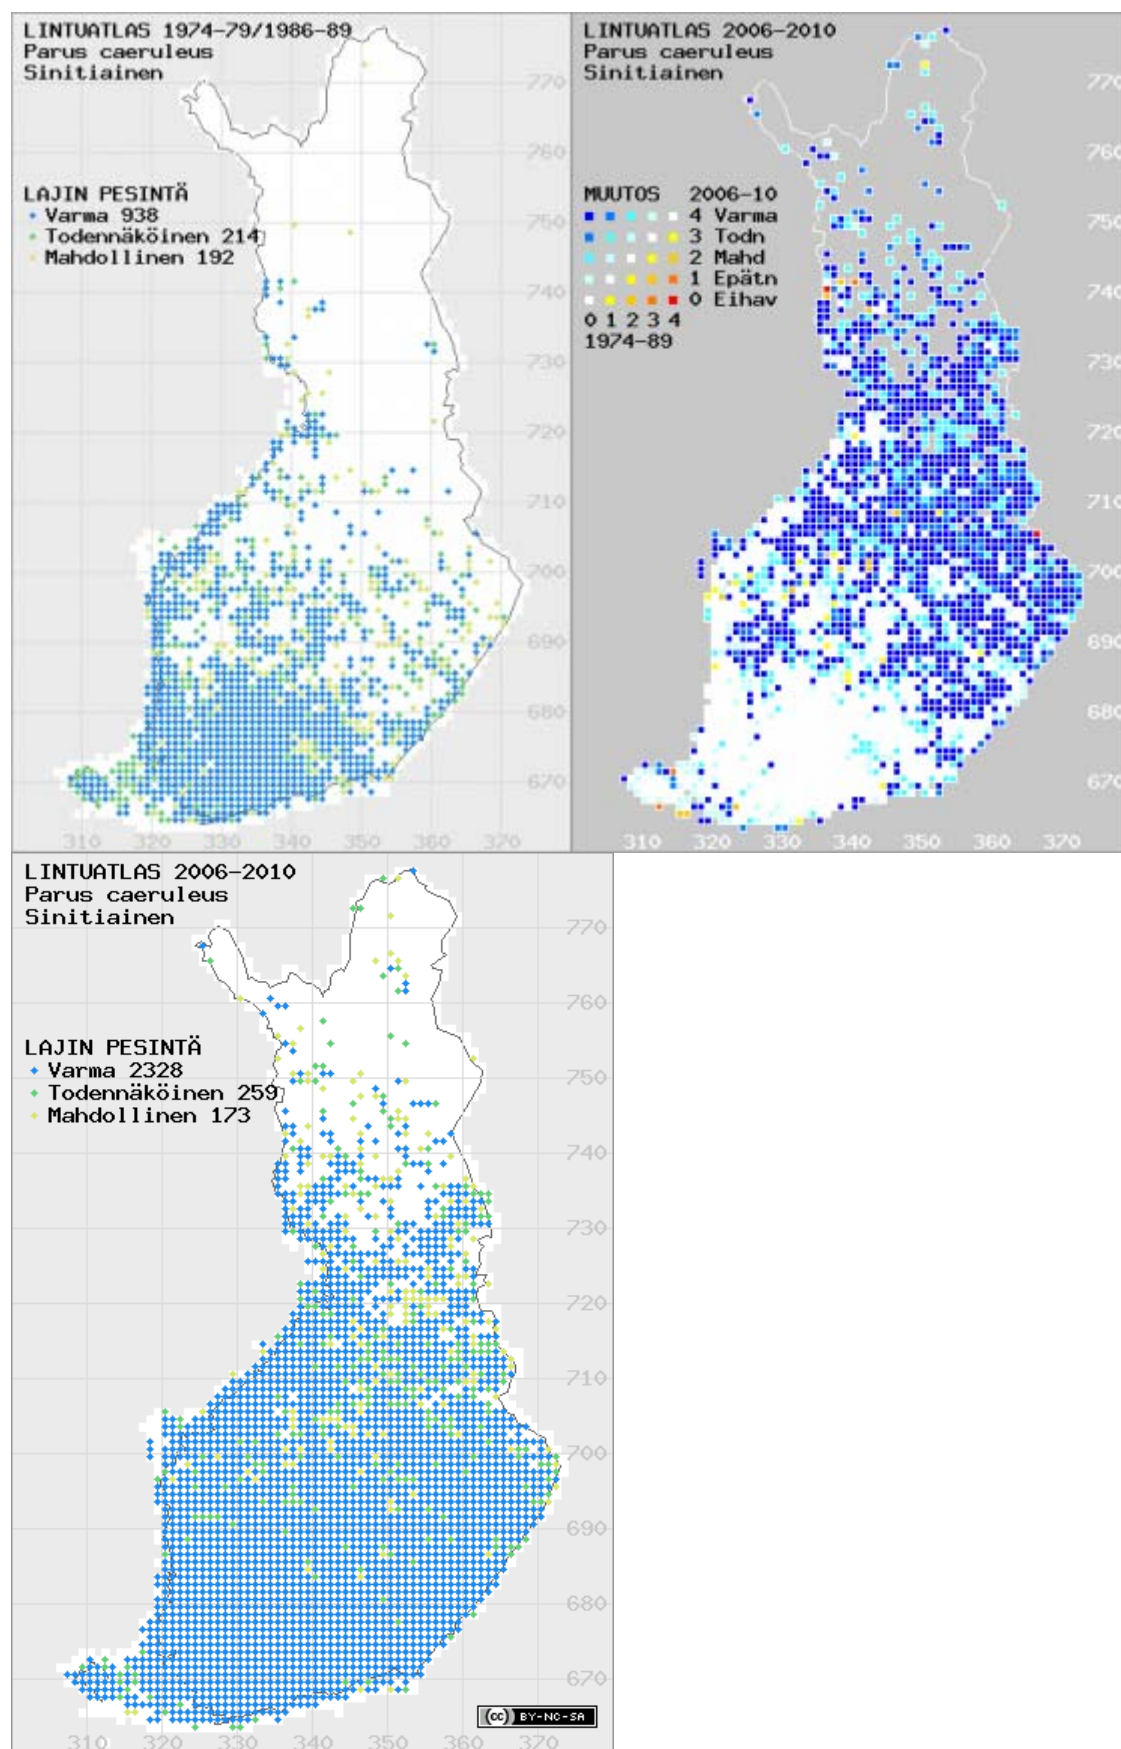 LINTUATLAS 1974-79/1986-89
Parus caeruleus
Sinitiainen
770
760
LAJIN PESINTÄ
Varma 938
Todennäköinen 214
Mahdollinen 192
750
740
730
720
710
700
690
680
670
310 320 330 340 350 360 370
LINTUATLAS 2006-2010
Parus caeruleus
Sinitiainen
770
760
MUUTOS 2006-10
4 Varma
3 Todn
2 Mahd
1 Epätn
0 Eihav
0 1 2 3 4
1974-89
750
740
730
720
710
700
690
680
670
310 320 330 340 350 360 370
LINTUATLAS 2006-2010
Parus caeruleus
Sinitiainen
770
760
LAJIN PESINTÄ
Varma 2328
Todennäköinen 259
Mahdollinen 173
750
740
730
720
710
700
690
680
670
cc BY-NC-SA
310 320 330 340 350 360 370